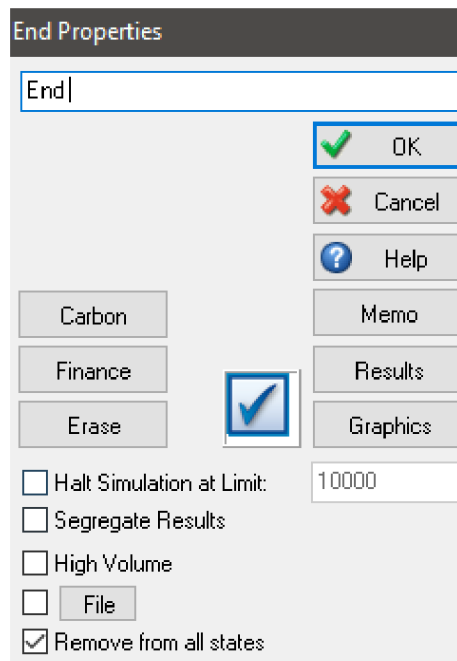 End Properties
End
OK
Cancel
Help
Carbon
Memo
Finance
Results
Erase
Graphics
Halt Simulation at Limit:
10000
Segregate Results
High Volume
File
Remove from all states